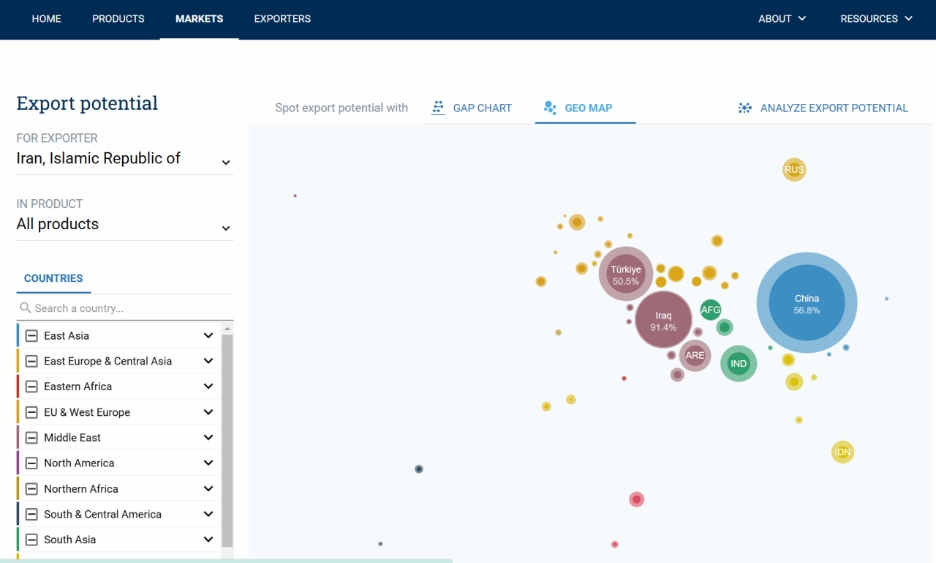 HOME PRODUCTS MARKETS EXPORTERS ABOUT RESOURCES
Export potential
Spot export potential with GAP CHART GEO MAP ANALYZE EXPORT POTENTIAL
FOR EXPORTER
Iran, Islamic Republic of
IN PRODUCT
All products
COUNTRIES
Search a country...
East Asia
East Europe & Central Asia
Eastern Africa
EU & West Europe
Middle East
North America
Northern Africa
South & Central America
South Asia
RUS
Türkiye
50.5%
China
56.8%
Iraq
91.4%
AFG
ARE
IND
IDN